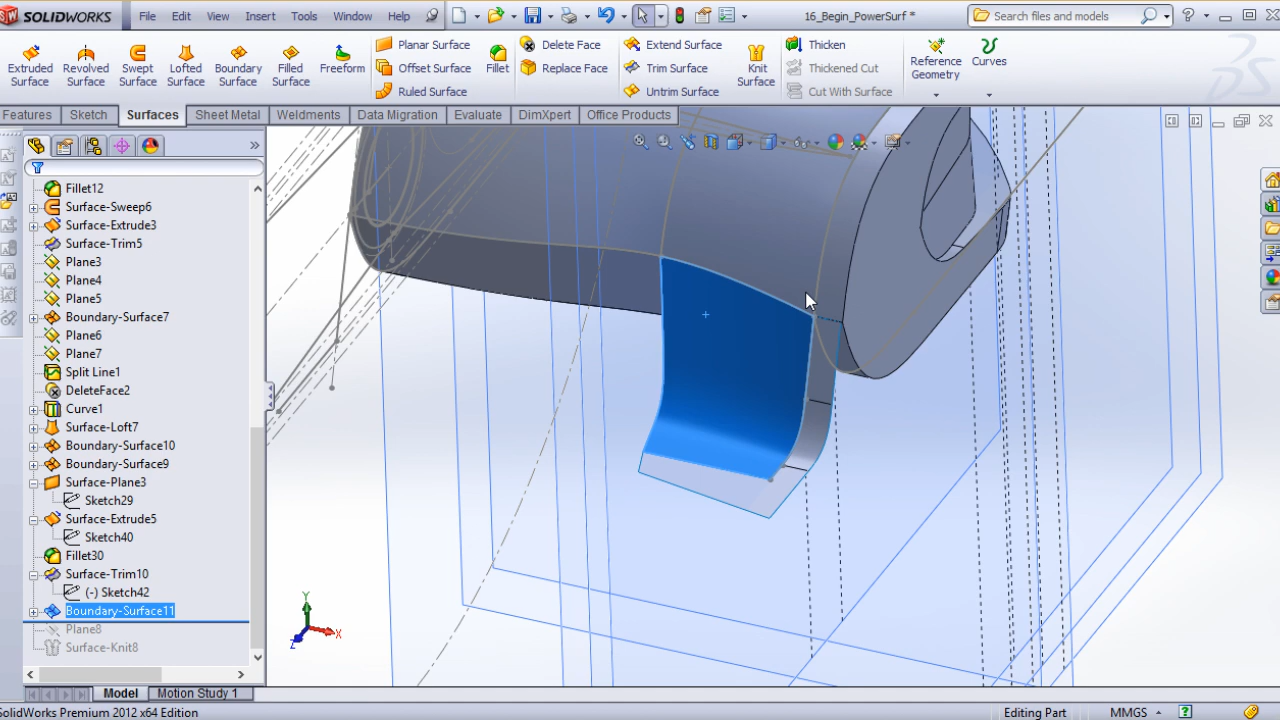 SOLIDWORKS File Edit View Insert Tools Window Help 16_Begin_PowerSurf * Search files and models
Extruded Surface
Revolved Surface
Swept Surface
Lofted Surface
Boundary Surface
Filled Surface
Freeform
Planar Surface
Offset Surface
Ruled Surface
Fillet
Delete Face
Replace Face
Extend Surface
Trim Surface
Untrim Surface
Knit Surface
Thicken
Thickened Cut
Cut With Surface
Reference Geometry
Curves
Features Sketch Surfaces Sheet Metal Weldments Data Migration Evaluate DimXpert Office Products
Fillet12
Surface-Sweep6
Surface-Extrude3
Surface-Trim5
Plane3
Plane4
Plane5
Boundary-Surface7
Plane6
Plane7
Split Line1
DeleteFace2
Curve1
Surface-Loft7
Boundary-Surface10
Boundary-Surface9
Surface-Plane3
Sketch29
Surface-Extrude5
Sketch40
Fillet30
Surface-Trim10
(-) Sketch42
Boundary-Surface11
Plane8
Surface-Knit8
Y
X
Z
Model Motion Study 1
SolidWorks Premium 2012 x64 Edition Editing Part MMGS